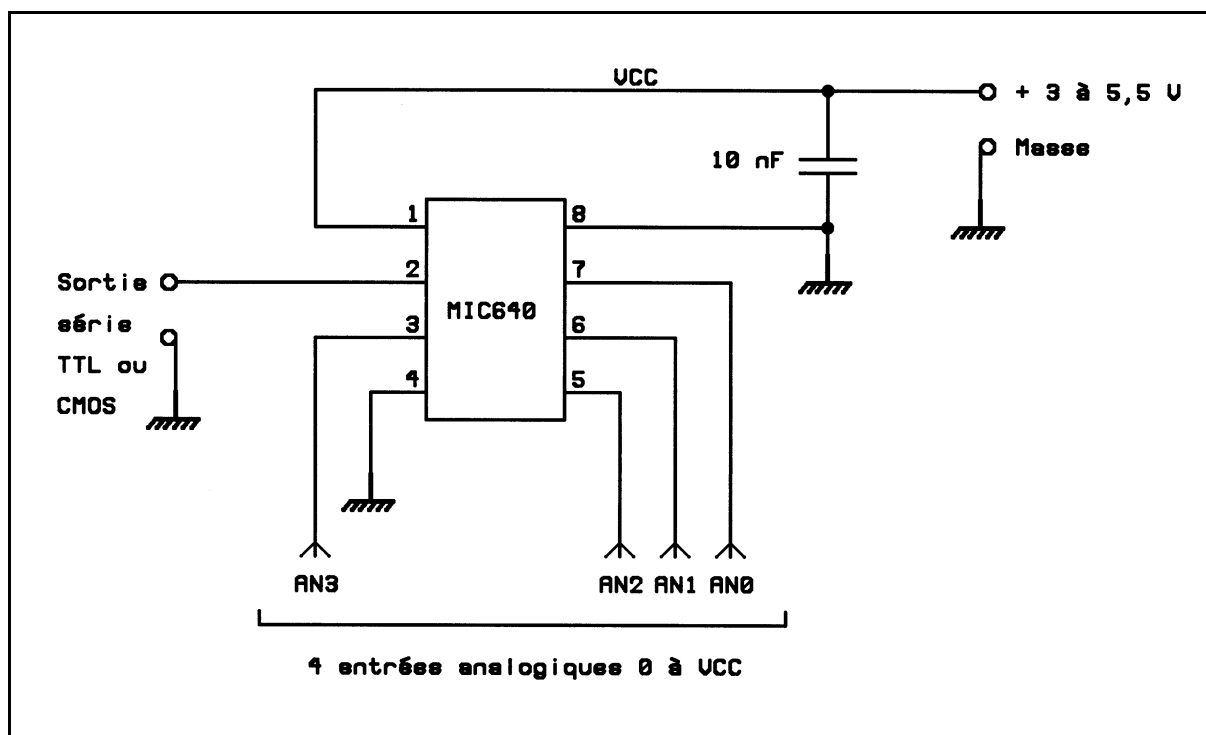 VCC
+ 3 à 5,5 V
10 nF
Masse
1
8
Sortie
2
7
MIC640
série
3
6
TTL ou
4
5
CMOS
AN3
AN2 AN1 AN0
4 entrées analogiques 0 à VCC